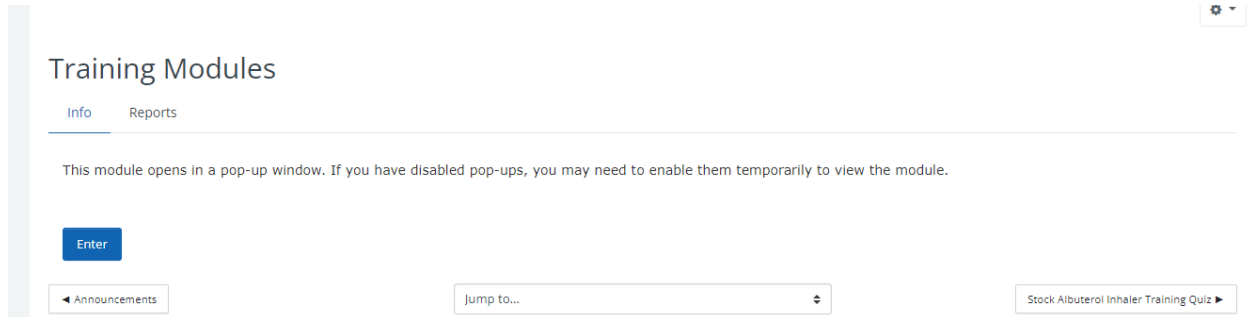 Training Modules
Info Reports
This module opens in a pop-up window. If you have disabled pop-ups, you may need to enable them temporarily to view the module.
Enter
◄ Announcements Jump to... Stock Albuterol Inhaler Training Quiz ►